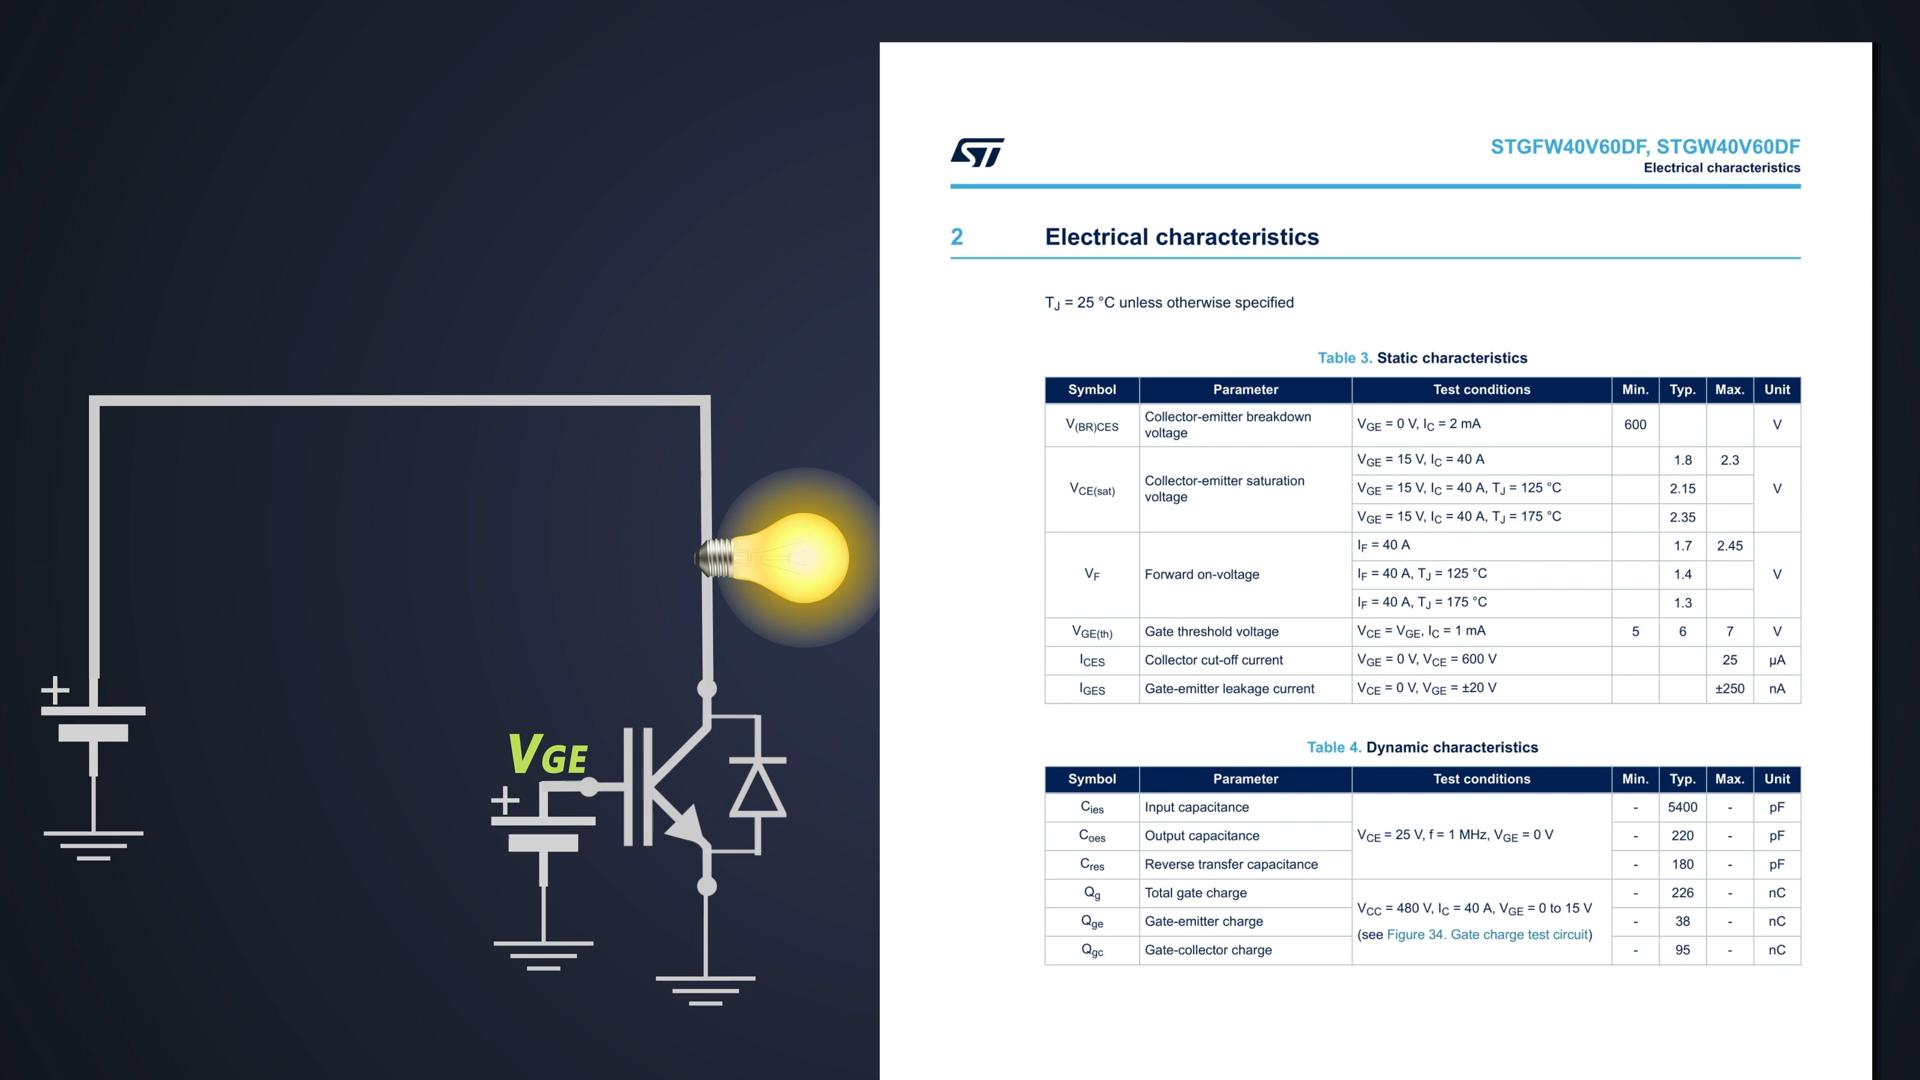 +
+
VGE
ST
STGFW40V60DF, STGW40V60DF
Electrical characteristics
2 Electrical characteristics
TJ = 25 °C unless otherwise specified
Table 3. Static characteristics
Symbol Parameter Test conditions Min. Typ. Max. Unit
V(BR)CES Collector-emitter breakdown voltage VGE = 0 V, IC = 2 mA 600 V
VCE(sat) Collector-emitter saturation voltage VGE = 15 V, IC = 40 A 1.8 2.3 V
VGE = 15 V, IC = 40 A, TJ = 125 °C 2.15
VGE = 15 V, IC = 40 A, TJ = 175 °C 2.35
VF Forward on-voltage IF = 40 A 1.7 2.45 V
IF = 40 A, TJ = 125 °C 1.4
IF = 40 A, TJ = 175 °C 1.3
VGE(th) Gate threshold voltage VCE = VGE, IC = 1 mA 5 6 7 V
ICES Collector cut-off current VGE = 0 V, VCE = 600 V 25 µA
IGES Gate-emitter leakage current VCE = 0 V, VGE = ±20 V ±250 nA
Table 4. Dynamic characteristics
Symbol Parameter Test conditions Min. Typ. Max. Unit
Cies Input capacitance VCE = 25 V, f = 1 MHz, VGE = 0 V - 5400 - pF
Coes Output capacitance - 220 - pF
Cres Reverse transfer capacitance - 180 - pF
Qg Total gate charge VCC = 480 V, IC = 40 A, VGE = 0 to 15 V (see Figure 34. Gate charge test circuit) - 226 - nC
Qge Gate-emitter charge - 38 - nC
Qgc Gate-collector charge - 95 - nC